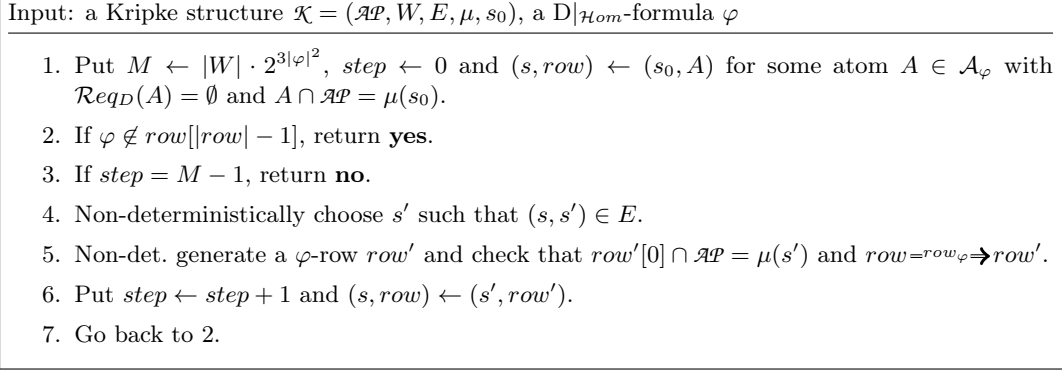 Input: a Kripke structure 𝒦 = (𝒜𝒫, W, E, μ, s₀), a D|_{ℋom}-formula φ
1. Put M ← |W| · 2^{3|φ|²}, step ← 0 and (s, row) ← (s₀, A) for some atom A ∈ 𝒜_φ with
ℛeq_D(A) = ∅ and A ∩ 𝒜𝒫 = μ(s₀).
2. If φ ∉ row[|row| − 1], return yes.
3. If step = M − 1, return no.
4. Non-deterministically choose s′ such that (s, s′) ∈ E.
5. Non-det. generate a φ-row row′ and check that row′[0] ∩ 𝒜𝒫 = μ(s′) and row =row_φ⇒ row′.
6. Put step ← step + 1 and (s, row) ← (s′, row′).
7. Go back to 2.